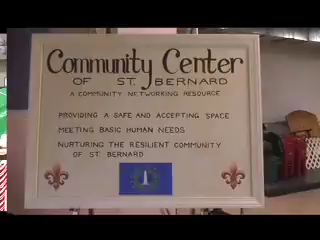 Community Center
OF ST. BERNARD
A COMMUNITY NETWORKING RESOURCE
PROVIDING A SAFE AND ACCEPTING SPACE
MEETING BASIC HUMAN NEEDS
NURTURING THE RESILIENT COMMUNITY
OF ST. BERNARD